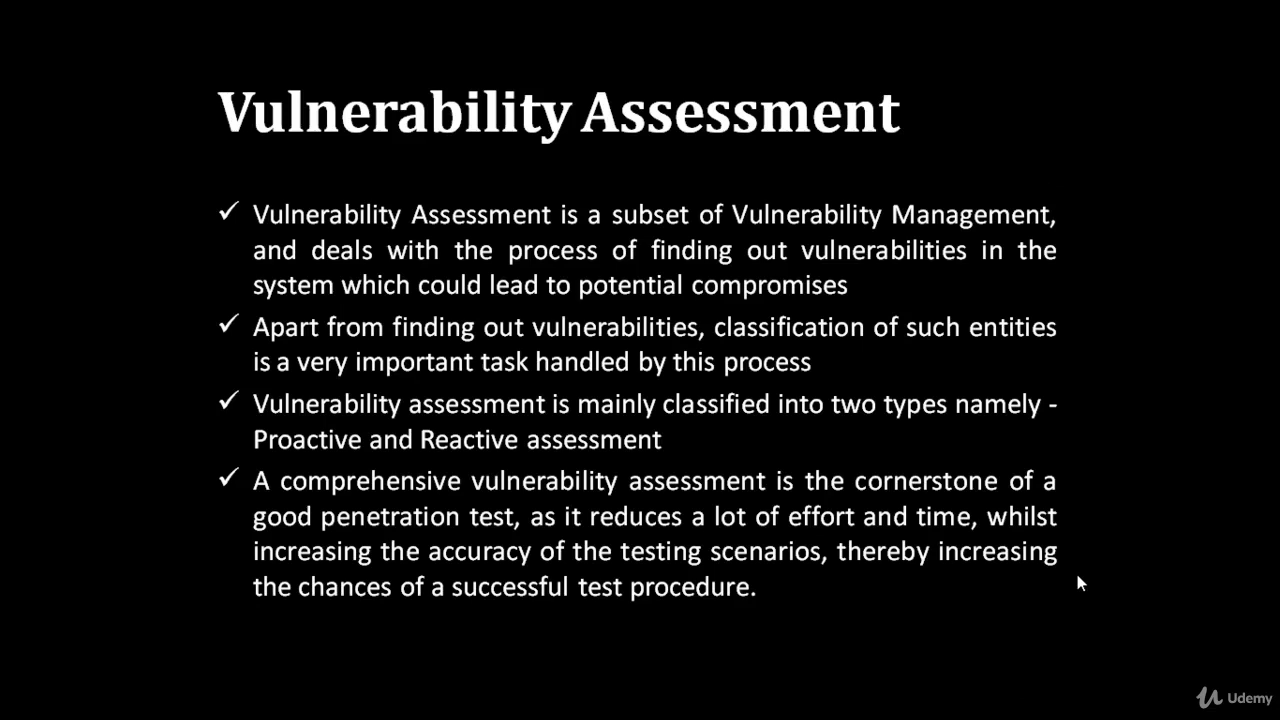 Vulnerability Assessment
✓ Vulnerability Assessment is a subset of Vulnerability Management,
and deals with the process of finding out vulnerabilities in the
system which could lead to potential compromises
✓ Apart from finding out vulnerabilities, classification of such entities
is a very important task handled by this process
✓ Vulnerability assessment is mainly classified into two types namely -
Proactive and Reactive assessment
✓ A comprehensive vulnerability assessment is the cornerstone of a
good penetration test, as it reduces a lot of effort and time, whilst
increasing the accuracy of the testing scenarios, thereby increasing
the chances of a successful test procedure.
Udemy